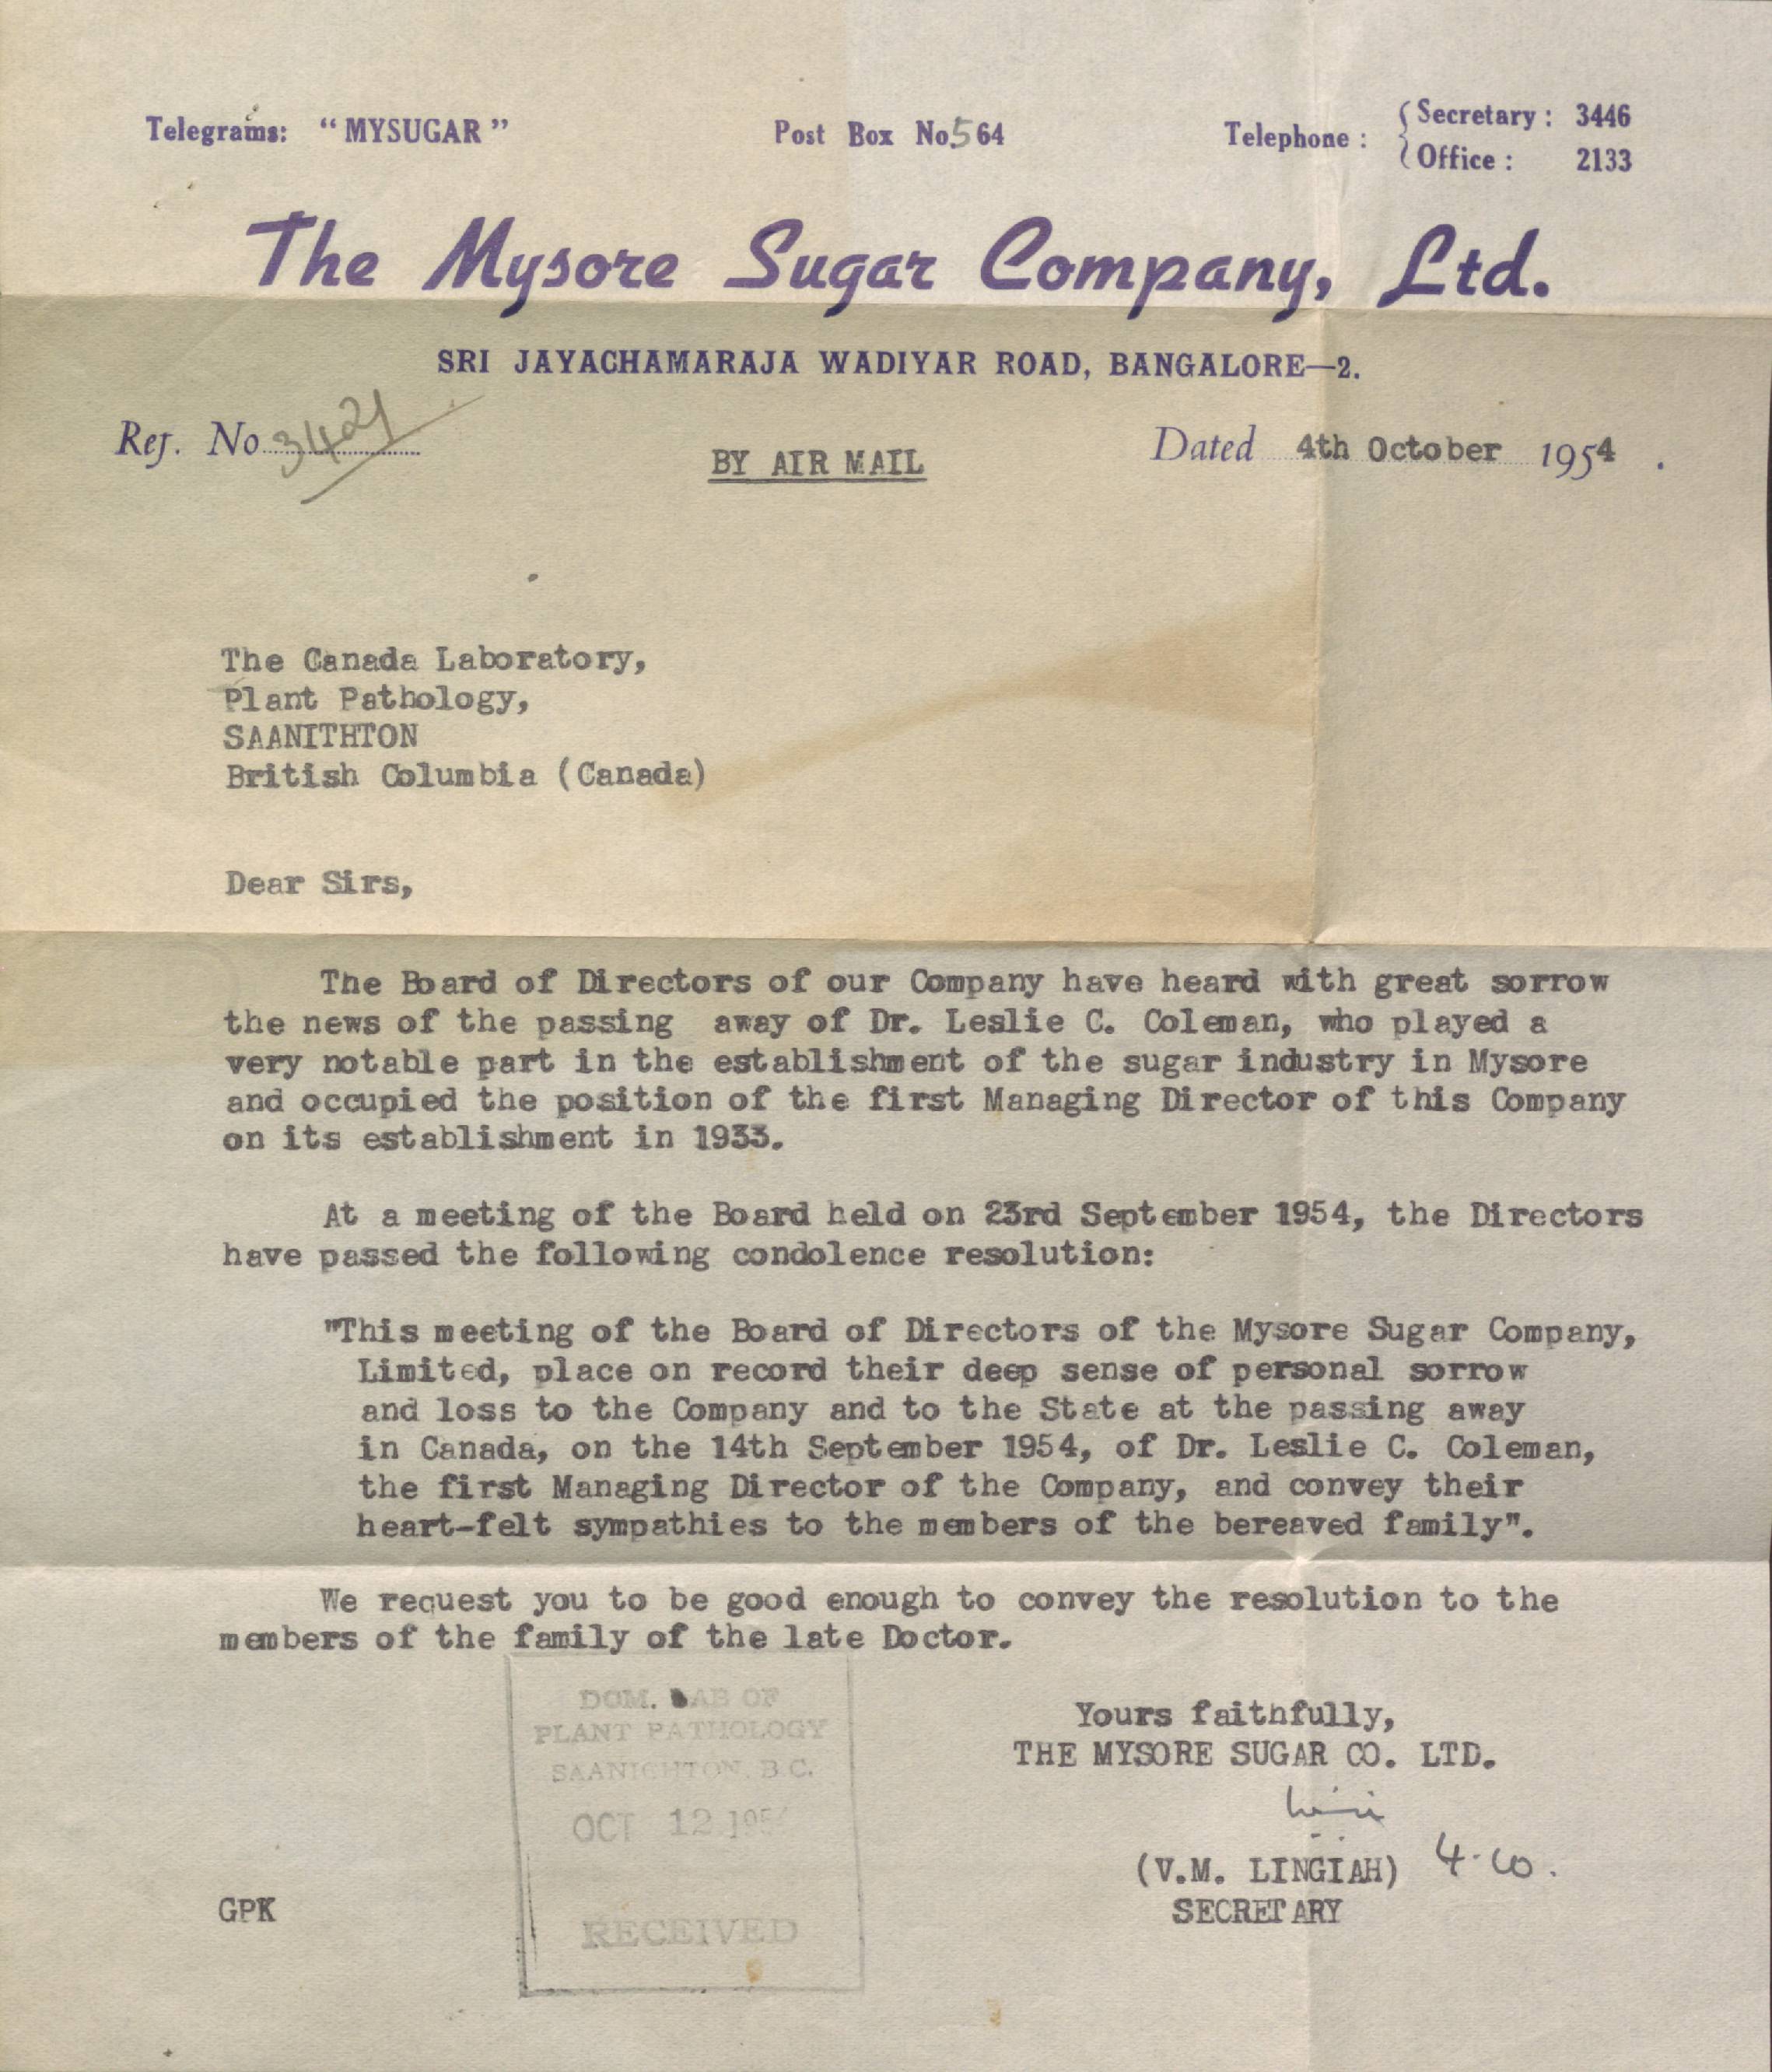 Telegrams: "MYSUGAR" Post Box No. 564 Telephone : Secretary : 3446
Office : 2133
The Mysore Sugar Company, Ltd.
SRI JAYACHAMARAJA WADIYAR ROAD, BANGALORE—2.
Ref. No 3421 BY AIR MAIL Dated 4th October 1954 .
The Canada Laboratory,
Plant Pathology,
SAANITHTON
British Columbia (Canada)
Dear Sirs,
The Board of Directors of our Company have heard with great sorrow
the news of the passing away of Dr. Leslie C. Coleman, who played a
very notable part in the establishment of the sugar industry in Mysore
and occupied the position of the first Managing Director of this Company
on its establishment in 1933.
At a meeting of the Board held on 23rd September 1954, the Directors
have passed the following condolence resolution:
"This meeting of the Board of Directors of the Mysore Sugar Company,
Limited, place on record their deep sense of personal sorrow
and loss to the Company and to the State at the passing away
in Canada, on the 14th September 1954, of Dr. Leslie C. Coleman,
the first Managing Director of the Company, and convey their
heart-felt sympathies to the members of the bereaved family".
We request you to be good enough to convey the resolution to the
members of the family of the late Doctor.
DOM. LAB OF
PLANT PATHOLOGY
SAANICHTON, B.C.
OCT 12 1954
RECEIVED
Yours faithfully,
THE MYSORE SUGAR CO. LTD.
(V.M. LINGIAH) 4.10.
SECRETARY
GPK